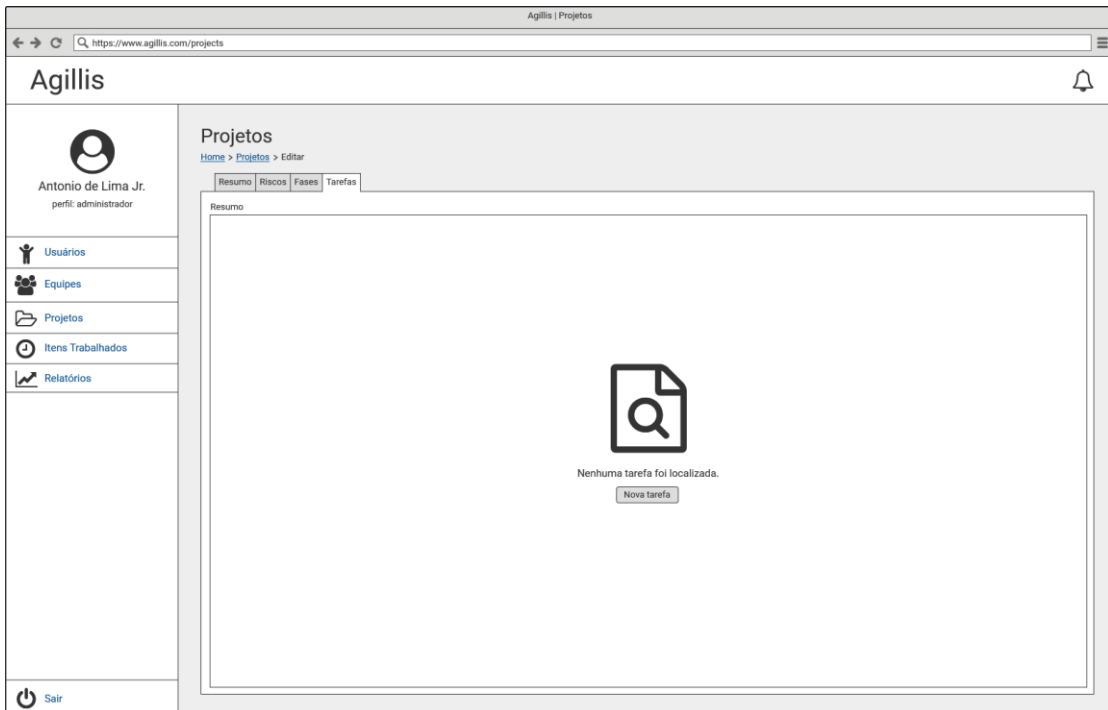 Agillis | Projetos
https://www.agillis.com/projects
Agillis
Antonio de Lima Jr.
perfil: administrador
Usuários
Equipes
Projetos
Itens Trabalhados
Relatórios
Sair
Projetos
Home > Projetos > Editar
Resumo Riscos Fases Tarefas
Resumo
Nenhuma tarefa foi localizada.
Nova tarefa